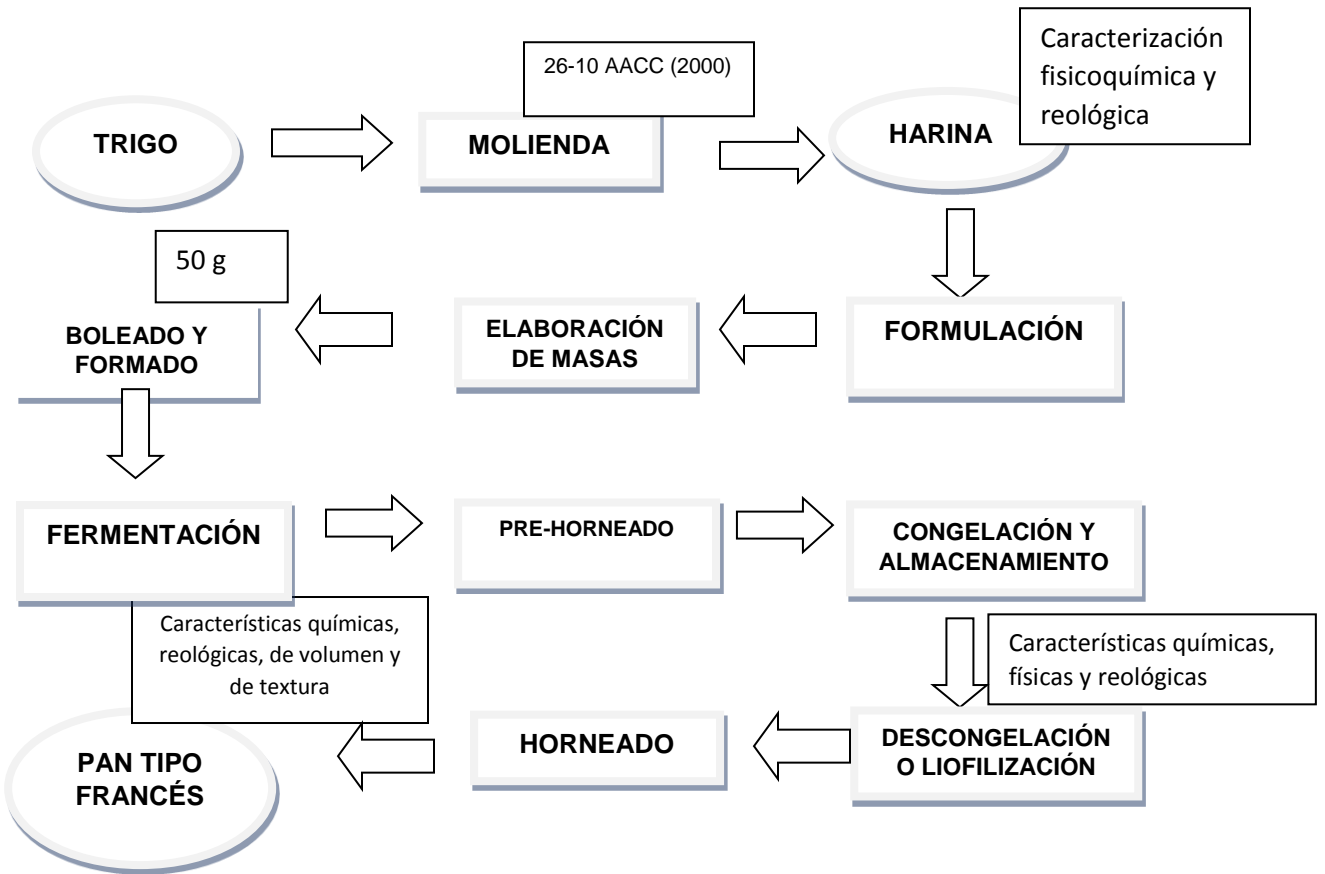 26-10 AACC (2000)
Caracterización
fisicoquímica y
reológica
TRIGO
MOLIENDA
HARINA
50 g
BOLEADO Y
FORMADO
ELABORACIÓN
DE MASAS
FORMULACIÓN
FERMENTACIÓN
PRE-HORNEADO
CONGELACIÓN Y
ALMACENAMIENTO
Características químicas,
reológicas, de volumen y
de textura
Características químicas,
físicas y reológicas
PAN TIPO
FRANCÉS
HORNEADO
DESCONGELACIÓN
O LIOFILIZACIÓN